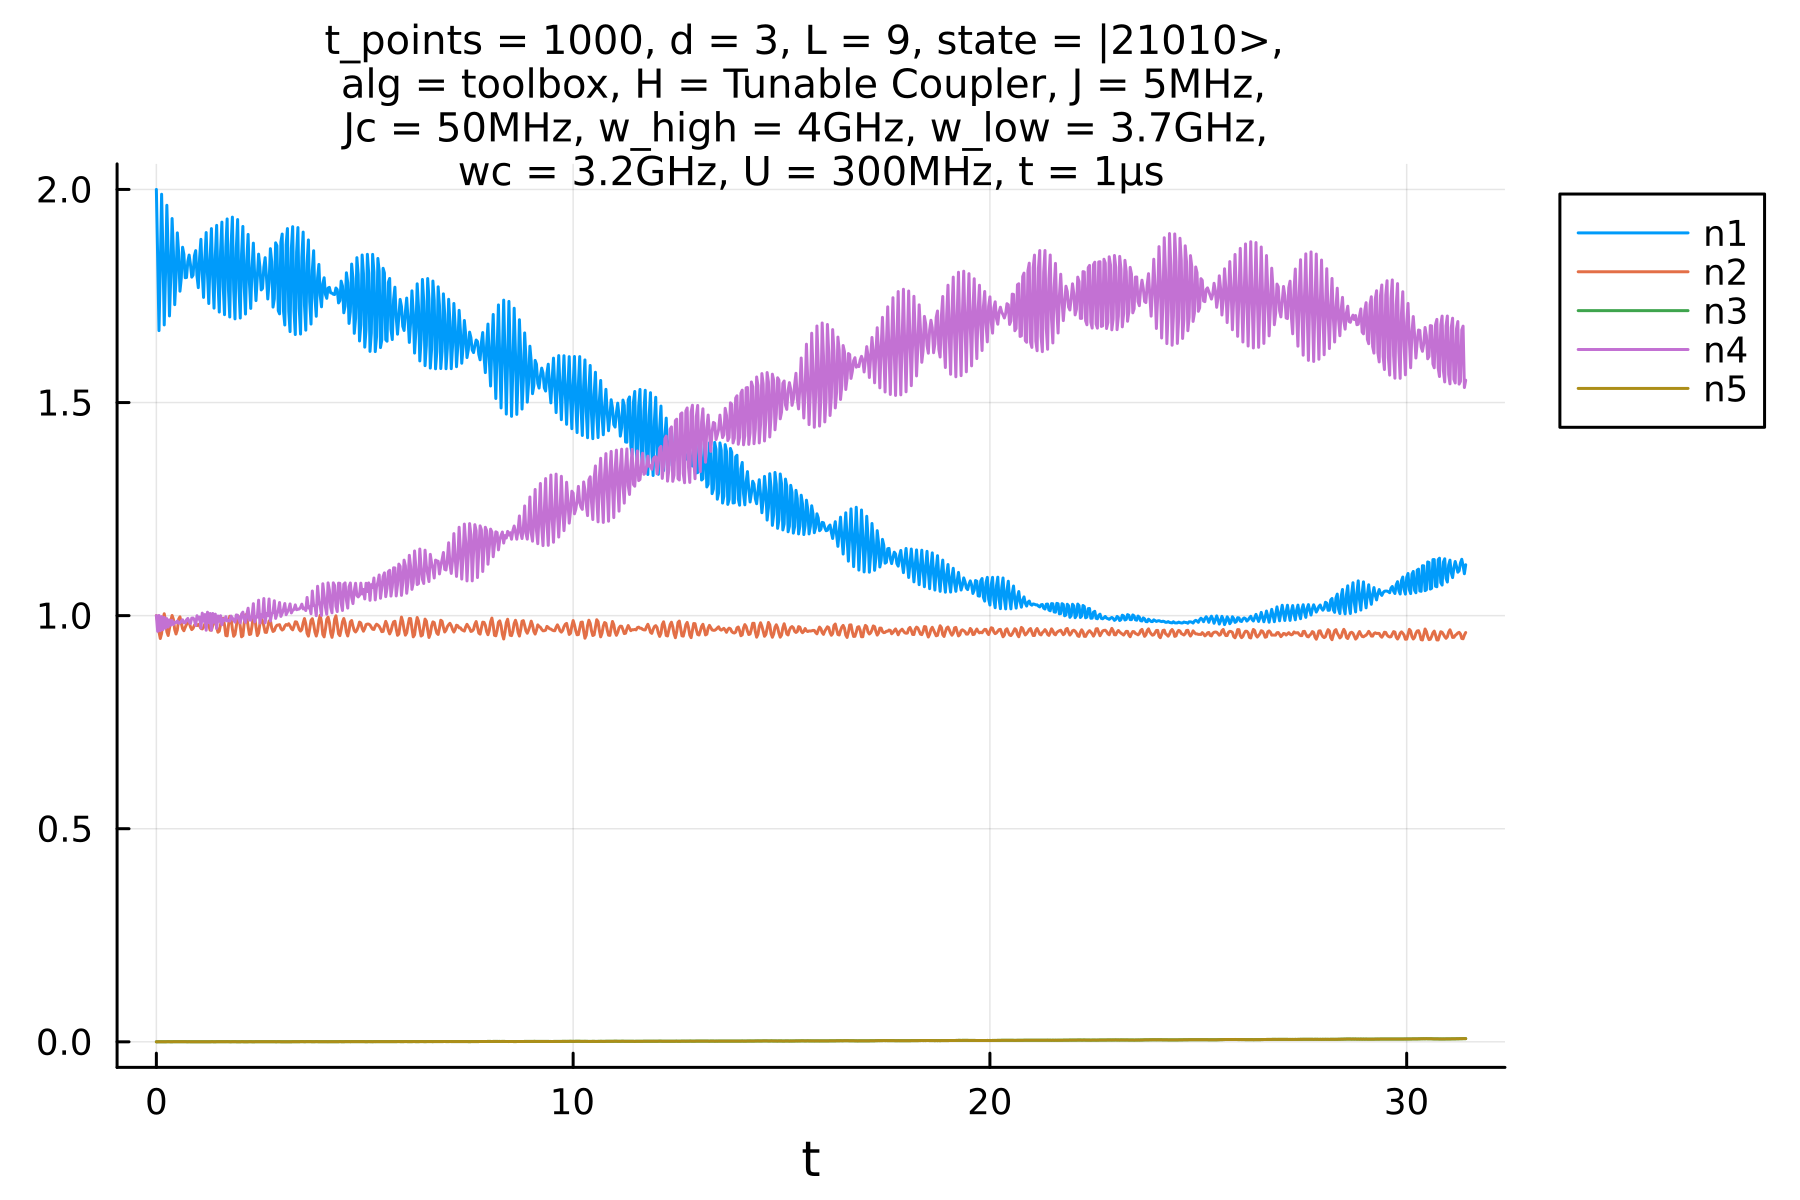 t_points = 1000, d = 3, L = 9, state = |21010>,
alg = toolbox, H = Tunable Coupler, J = 5MHz,
Jc = 50MHz, w_high = 4GHz, w_low = 3.7GHz,
wc = 3.2GHz, U = 300MHz, t = 1μs
2.0
1.5
1.0
0.5
0.0
0
10
20
30
t
n1
n2
n3
n4
n5